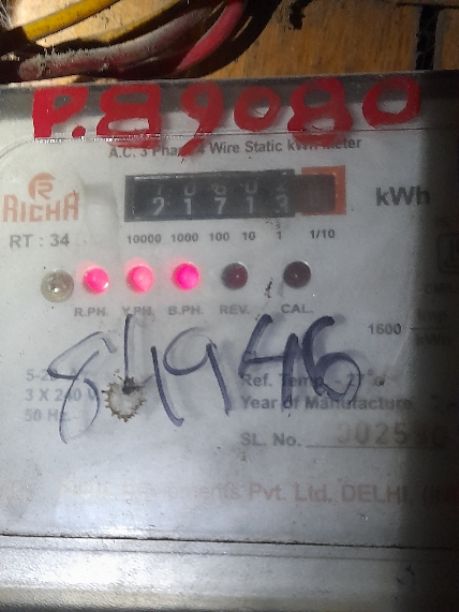 P.89080
A.C. 3 Phase 4 Wire Static kWh Meter
RICHA
21713
kWh
RT : 34
10000 1000 100 10 1 1/10
R.PH. Y.PH. B.PH. REV. CAL.
1600
84946
3 X 240 V
50 Hz
Ref. Temp
Year of Manufacture
SL. No.
Pvt. Ltd. DELHI